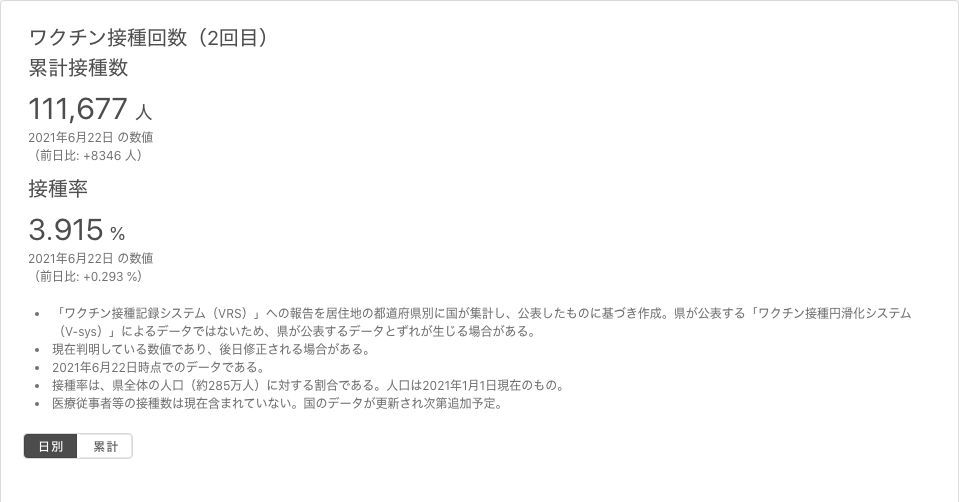 ワクチン接種回数（2回目）
累計接種数
111,677 人
2021年6月22日 の数値
（前日比: +8346 人）
接種率
3.915 %
2021年6月22日 の数値
（前日比: +0.293 %）
• 「ワクチン接種記録システム（VRS）」への報告を居住地の都道府県別に国が集計し、公表したものに基づき作成。県が公表する「ワクチン接種円滑化システム
（V-sys）」によるデータではないため、県が公表するデータとずれが生じる場合がある。
• 現在判明している数値であり、後日修正される場合がある。
• 2021年6月22日時点でのデータである。
• 接種率は、県全体の人口（約285万人）に対する割合である。人口は2021年1月1日現在のもの。
• 医療従事者等の接種数は現在含まれていない。国のデータが更新され次第追加予定。
日別 累計